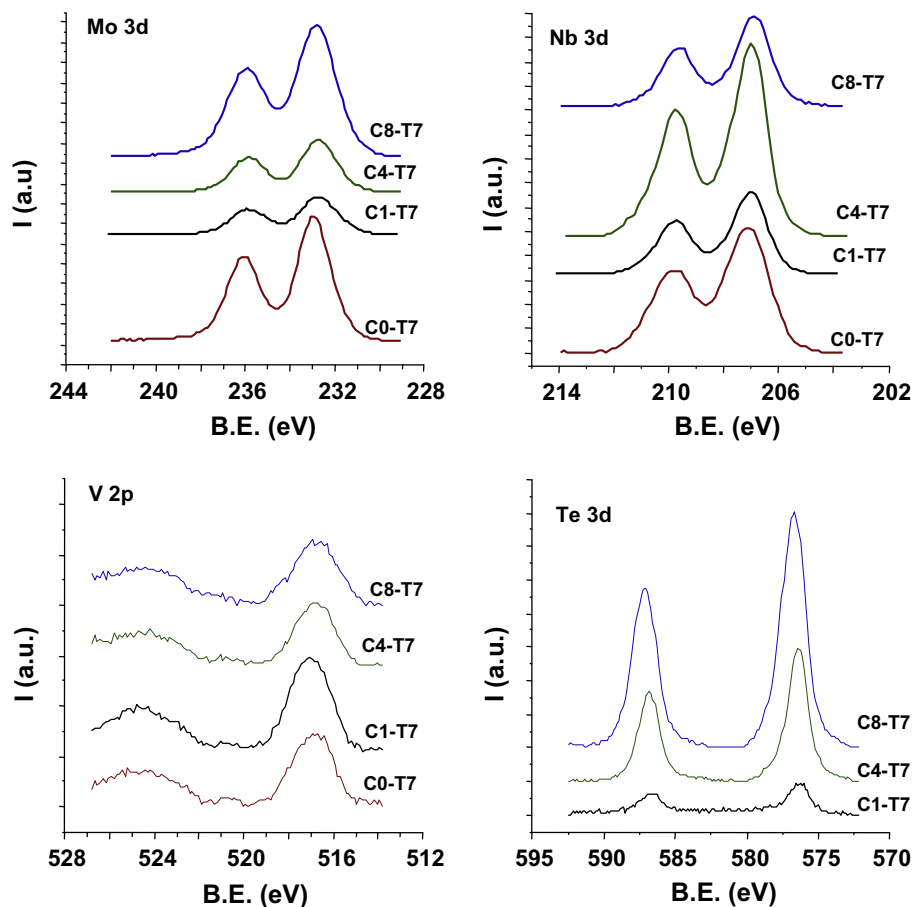 Mo 3d
I (a.u)
C8-T7
C4-T7
C1-T7
C0-T7
244 240 236 232 228
B.E. (eV)
Nb 3d
I (a.u.)
C8-T7
C4-T7
C1-T7
C0-T7
214 210 206 202
B.E. (eV)
V 2p
I (a.u.)
C8-T7
C4-T7
C1-T7
C0-T7
528 524 520 516 512
B.E. (eV)
Te 3d
I (a.u.)
C8-T7
C4-T7
C1-T7
595 590 585 580 575 570
B.E. (eV)